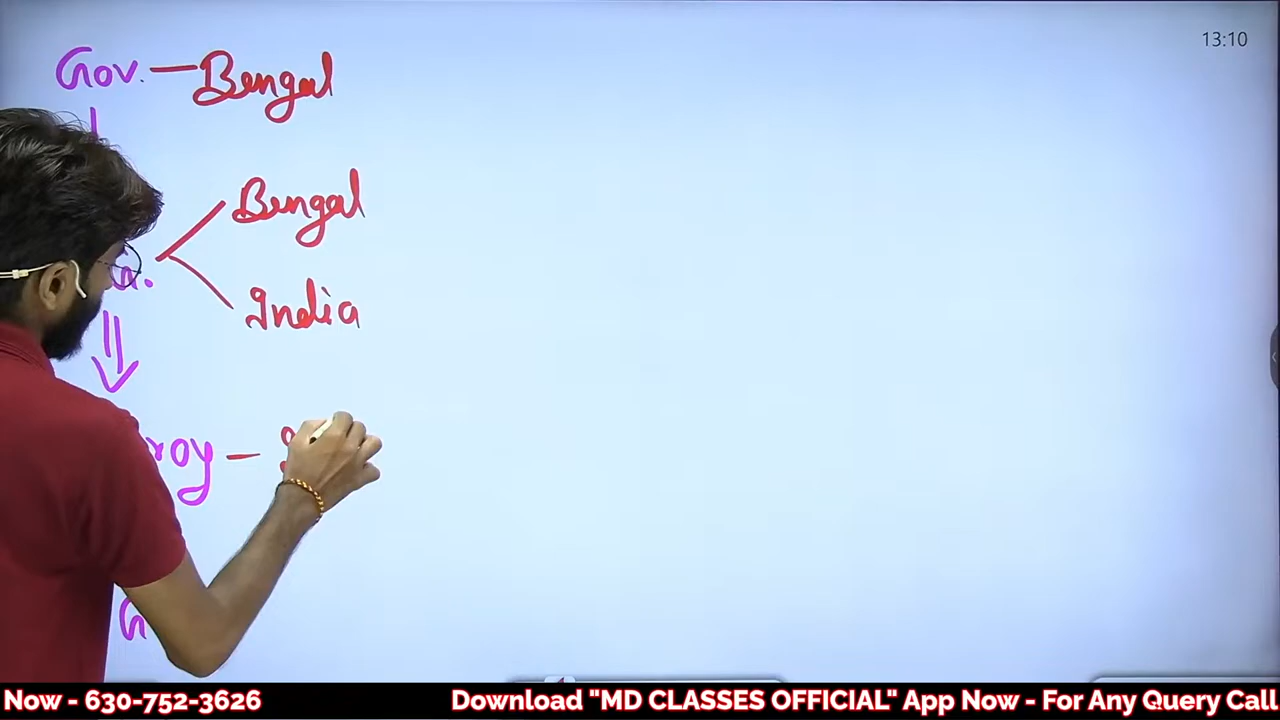 13:10
Gov. — Bengal
Bengal
India
roy —
G
Now - 630-752-3626
Download "MD CLASSES OFFICIAL" App Now - For Any Query Call